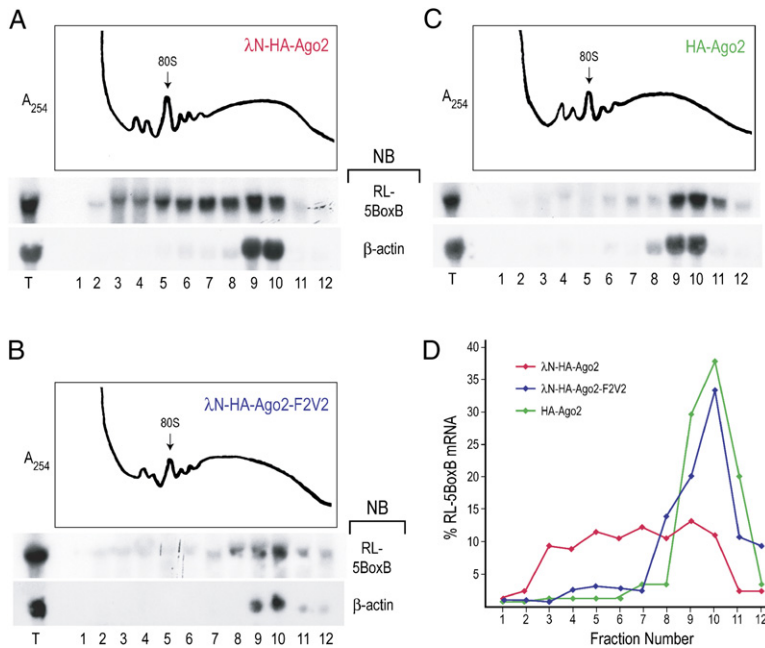 A
λN-HA-Ago2
80S
A254
NB
RL-
5BoxB
β-actin
T 1 2 3 4 5 6 7 8 9 10 11 12
B
λN-HA-Ago2-F2V2
80S
A254
NB
RL-
5BoxB
β-actin
T 1 2 3 4 5 6 7 8 9 10 11 12
C
HA-Ago2
80S
A254
T 1 2 3 4 5 6 7 8 9 10 11 12
D
40
35
30
25
20
15
10
5
% RL-5BoxB mRNA
λN-HA-Ago2
λN-HA-Ago2-F2V2
HA-Ago2
1 2 3 4 5 6 7 8 9 10 11 12
Fraction Number